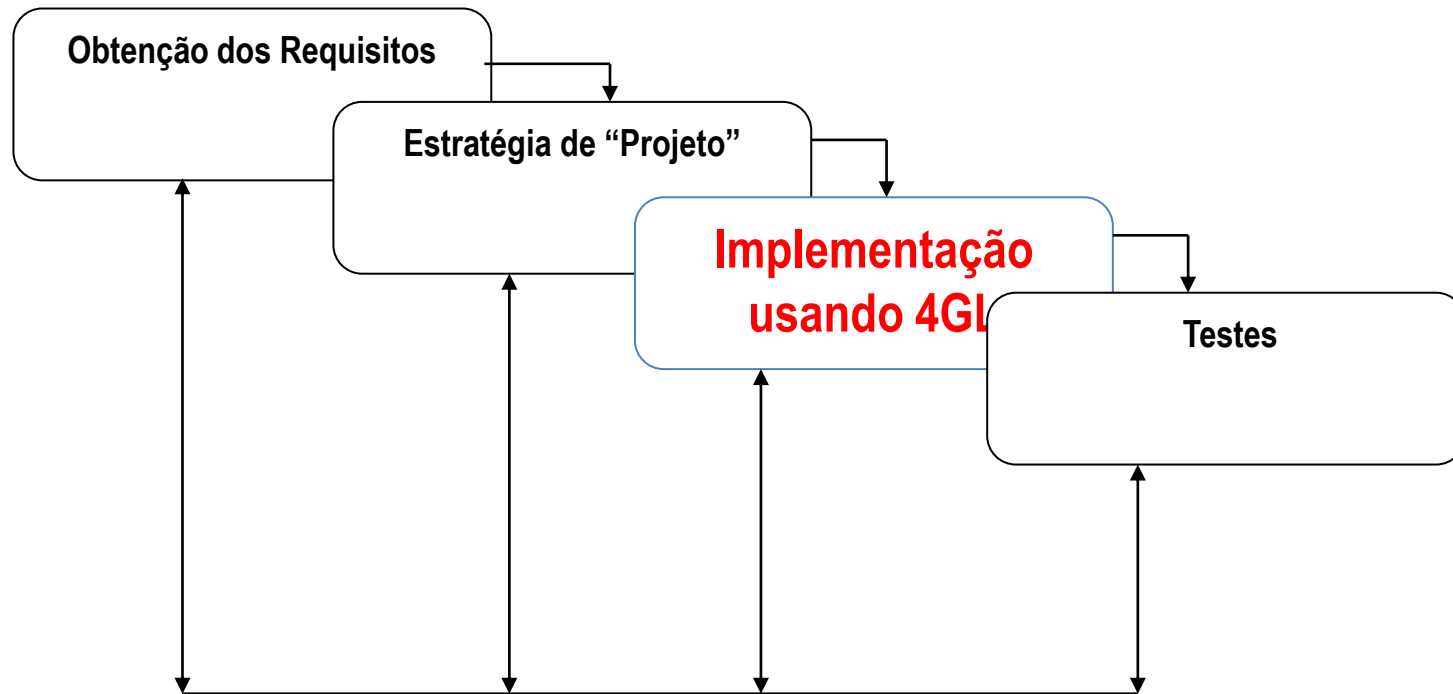 Obtenção dos Requisitos
Estratégia de “Projeto”
Implementação
usando 4GL
Testes